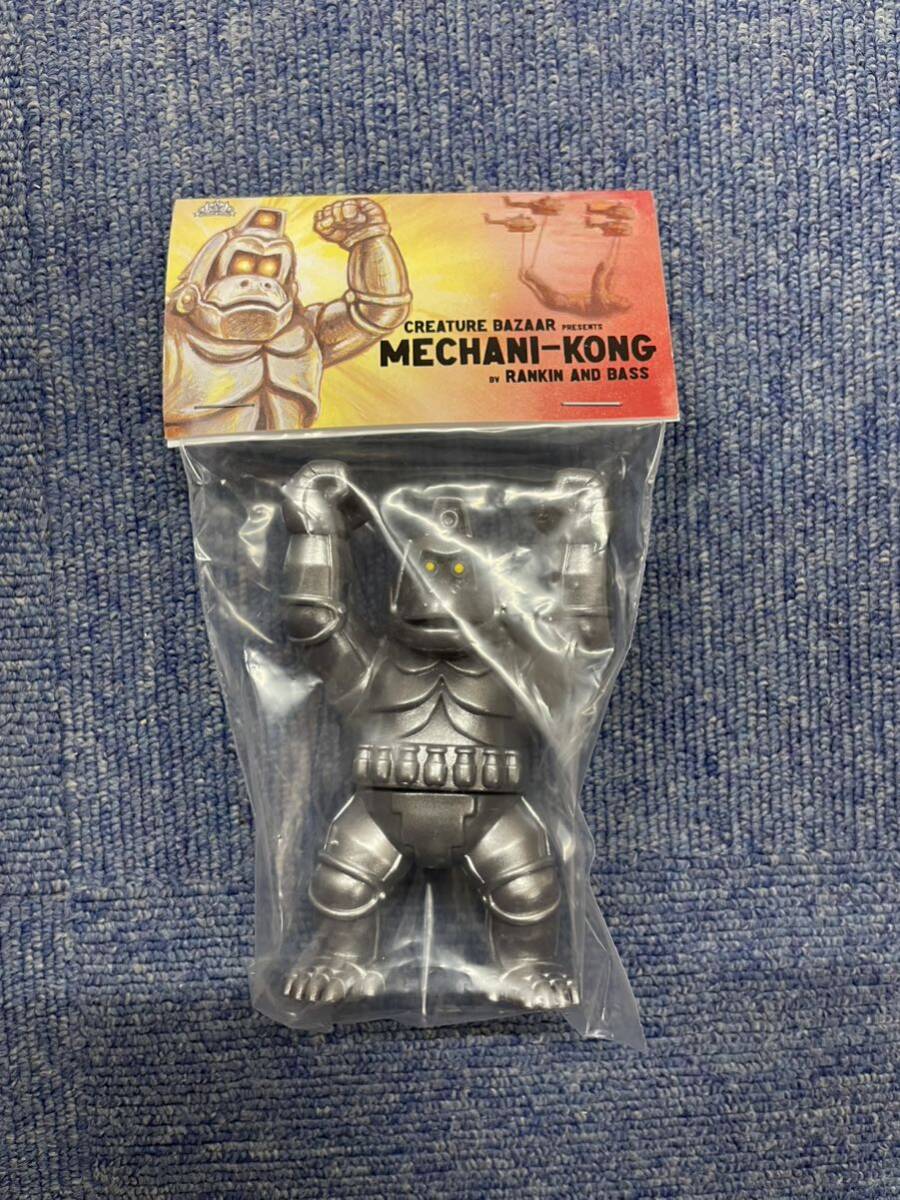 CREATURE BAZAAR PRESENTS
MECHANI-KONG
BY RANKIN AND BASS